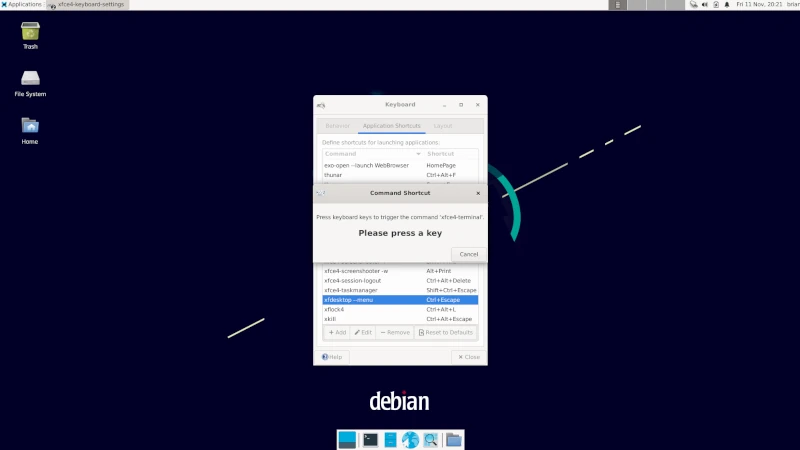 Applications
xfce4-keyboard-settings
Fri 11 Nov, 20:21 brian
Trash
File System
Home
Keyboard
Behavior Application Shortcuts Layout
Define shortcuts for launching applications:
Command Shortcut
exo-open --launch WebBrowser HomePage
thunar Ctrl+Alt+F
Command Shortcut
Press keyboard keys to trigger the command 'xfce4-terminal'.
Please press a key
Cancel
xfce4-screenshooter -w Alt+Print
xfce4-session-logout Ctrl+Alt+Delete
xfce4-taskmanager Shift+Ctrl+Escape
xfdesktop --menu Ctrl+Escape
xflock4 Ctrl+Alt+L
xkill Ctrl+Alt+Escape
Add Edit Remove Reset to Defaults
Help Close
debian